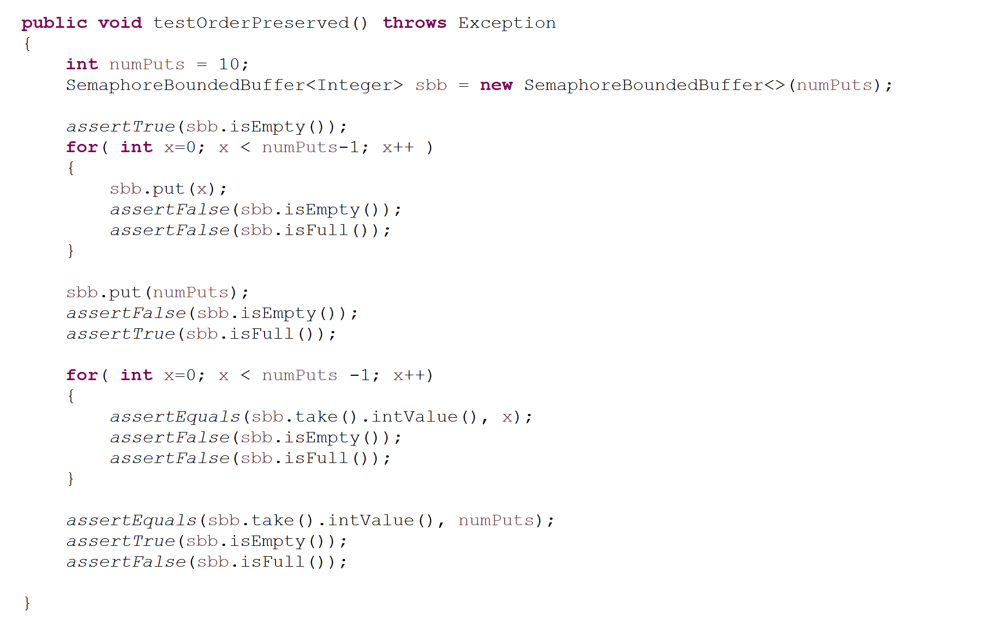 public void testOrderPreserved() throws Exception
{
    int numPuts = 10;
    SemaphoreBoundedBuffer<Integer> sbb = new SemaphoreBoundedBuffer<>(numPuts);

    assertTrue(sbb.isEmpty());
    for( int x=0; x < numPuts-1; x++ )
    {
        sbb.put(x);
        assertFalse(sbb.isEmpty());
        assertFalse(sbb.isFull());
    }

    sbb.put(numPuts);
    assertFalse(sbb.isEmpty());
    assertTrue(sbb.isFull());

    for( int x=0; x < numPuts -1; x++)
    {
        assertEquals(sbb.take().intValue(), x);
        assertFalse(sbb.isEmpty());
        assertFalse(sbb.isFull());
    }

    assertEquals(sbb.take().intValue(), numPuts);
    assertTrue(sbb.isEmpty());
    assertFalse(sbb.isFull());

}